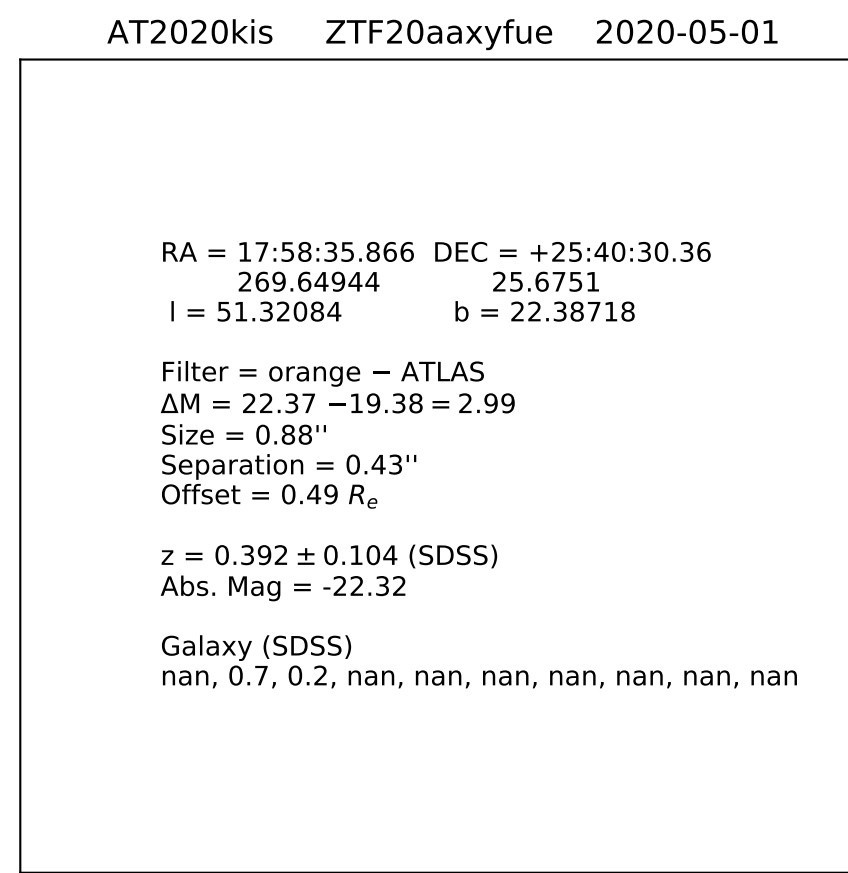 AT2020kis ZTF20aaxyfue 2020-05-01
RA = 17:58:35.866 DEC = +25:40:30.36
269.64944 25.6751
l = 51.32084 b = 22.38718
Filter = orange − ATLAS
ΔM = 22.37 −19.38 = 2.99
Size = 0.88''
Separation = 0.43''
Offset = 0.49 Re
z = 0.392 ± 0.104 (SDSS)
Abs. Mag = -22.32
Galaxy (SDSS)
nan, 0.7, 0.2, nan, nan, nan, nan, nan, nan, nan